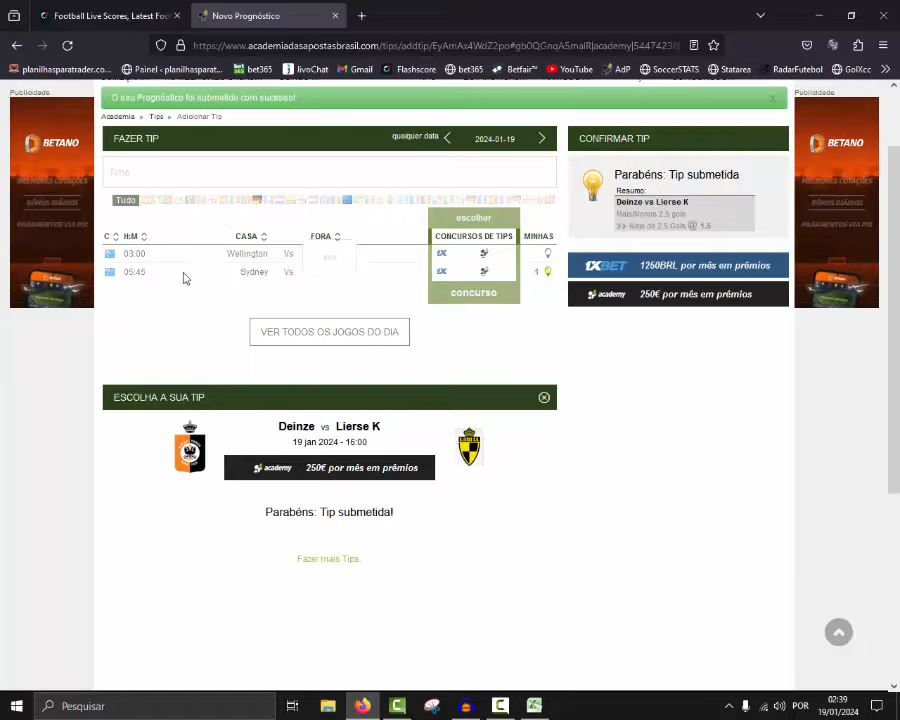 Football Live Scores, Latest Foo
Novo Prognóstico
https://www.academiadasapostasbrasil.com/tips/addtip/
planilhasparatrader.co...
Painel ‹ planilhasparat...
bet365
JivoChat
Gmail
Flashscore
bet365
Betfair™
YouTube
AdP
SoccerSTATS
Statarea
RadarFutebol
GolXcc
Publicidade
Publicidade
O seu Prognóstico foi submetido com sucesso!
Academia » Tips » Adicionar Tip
FAZER TIP
qualquer data
2024-01-19
CONFIRMAR TIP
BETANO
BETANO
Time
Parabéns: Tip submetida
Resumo:
Deinze vs Lierse K
Mais/Menos 2,5 gols
>> Mais de 2.5 Gols @ 1.5
Tudo
escolher
C H:M CASA FORA CONCURSOS DE TIPS MINHAS
03:00 Wellington Vs
05:45 Sydney Vs 1
concurso
1XBET 1250BRL por mês em prêmios
academy 250€ por mês em prêmios
VER TODOS OS JOGOS DO DIA
ESCOLHA A SUA TIP
Deinze vs Lierse K
19 jan 2024 - 16:00
academy 250€ por mês em prêmios
Parabéns: Tip submetida!
Fazer mais Tips.
Pesquisar
POR
02:39
19/01/2024